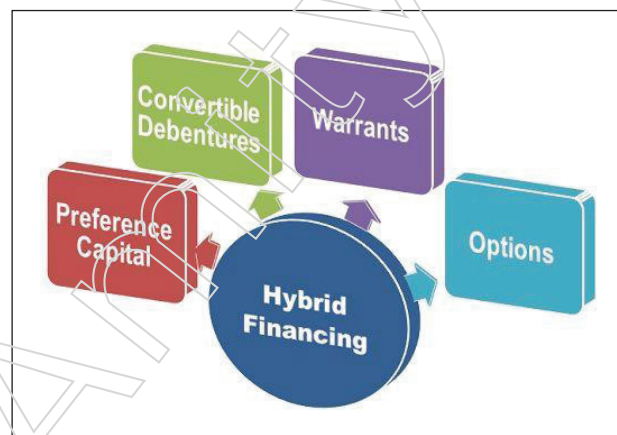 Convertible
Debentures
Warrants
Preference
Capital
Options
Hybrid
Financing